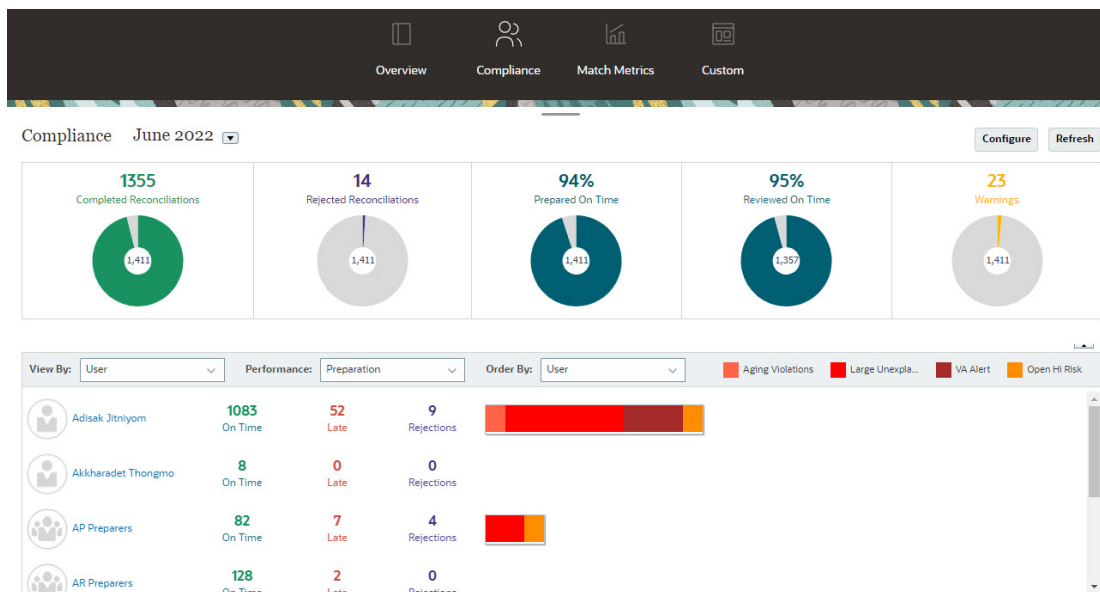 Overview Compliance Match Metrics Custom
Compliance June 2022
Configure Refresh
1355 14 94% 95% 23
Completed Reconciliations Rejected Reconciliations Prepared On Time Reviewed On Time Warnings
1,411 1,411 1,411 1,357 1,411
View By: User Performance: Preparation Order By: User Aging Violations Large Unexpla... VA Alert Open Hi Risk
Adisak Jitniyom 1083 52 9
On Time Late Rejections
Akkharadet Thongmo 8 0 0
On Time Late Rejections
AP Preparers 82 7 4
On Time Late Rejections
AR Preparers 128 2 0
On Time Late Rejections